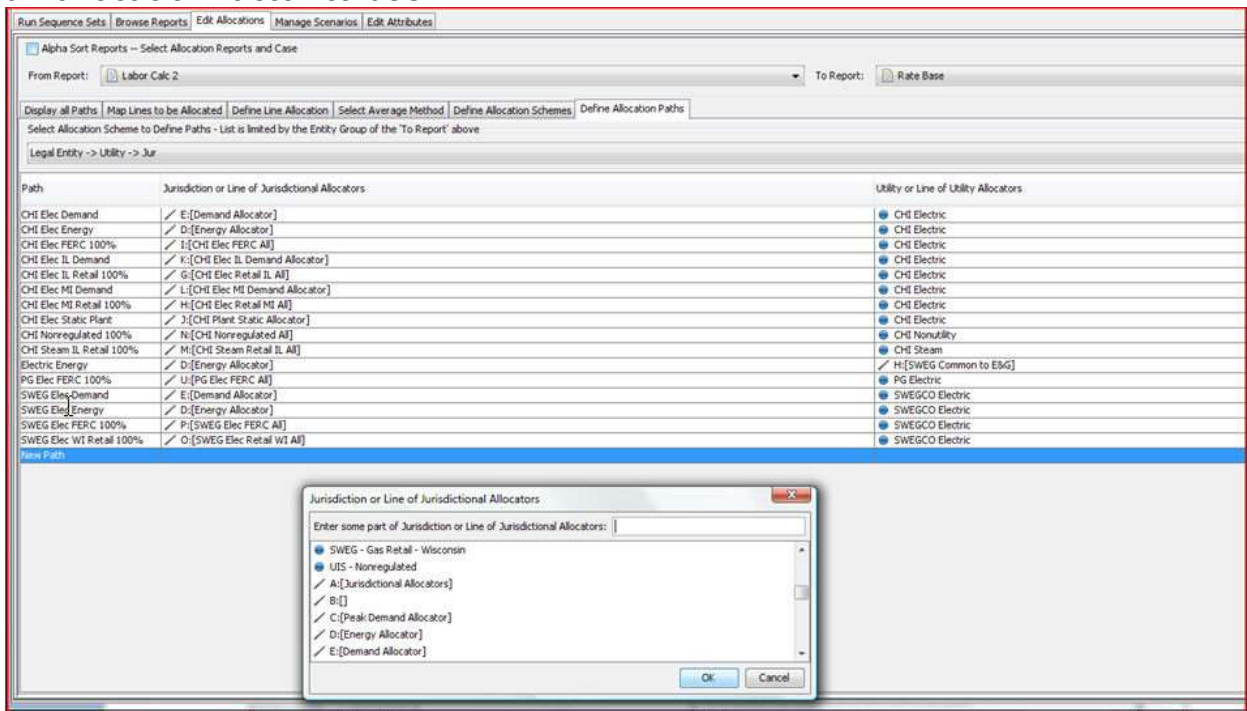 Run Sequence Sets Browse Reports Edit Allocations Manage Scenarios Edit Attributes
Alpha Sort Reports -- Select Allocation Reports and Case
From Report: Labor Calc 2 To Report: Rate Base
Display all Paths Map Lines to be Allocated Define Line Allocation Select Average Method Define Allocation Schemes Define Allocation Paths
Select Allocation Scheme to Define Paths - List is limited by the Entity Group of the 'To Report' above
Legal Entity -> Utility -> Jur
Path Jurisdiction or Line of Jurisdictional Allocators Utility or Line of Utility Allocators
CHI Elec Demand E:[Demand Allocator] CHI Electric
CHI Elec Energy D:[Energy Allocator] CHI Electric
CHI Elec FERC 100% I:[CHI Elec FERC All] CHI Electric
CHI Elec IL Demand K:[CHI Elec IL Demand Allocator] CHI Electric
CHI Elec IL Retail 100% G:[CHI Elec Retail IL All] CHI Electric
CHI Elec MI Demand L:[CHI Elec MI Demand Allocator] CHI Electric
CHI Elec MI Retail 100% H:[CHI Elec Retail MI All] CHI Electric
CHI Elec Static Plant J:[CHI Plant Static Allocator] CHI Electric
CHI Nonregulated 100% N:[CHI Nonregulated All] CHI Nonutility
CHI Steam IL Retail 100% M:[CHI Steam Retail IL All] CHI Steam
Electric Energy D:[Energy Allocator] H:[SWEG Common to E&G]
PG Elec FERC 100% U:[PG Elec FERC All] PG Electric
SWEG Elec Demand E:[Demand Allocator] SWEGCO Electric
SWEG Elec Energy D:[Energy Allocator] SWEGCO Electric
SWEG Elec FERC 100% P:[SWEG Elec FERC All] SWEGCO Electric
SWEG Elec WI Retail 100% O:[SWEG Elec Retail WI All] SWEGCO Electric
New Path
Jurisdiction or Line of Jurisdictional Allocators
Enter some part of Jurisdiction or Line of Jurisdictional Allocators:
SWEG - Gas Retail - Wisconsin
UIS - Nonregulated
A:[Jurisdictional Allocators]
B:[]
C:[Peak Demand Allocator]
D:[Energy Allocator]
E:[Demand Allocator]
OK Cancel